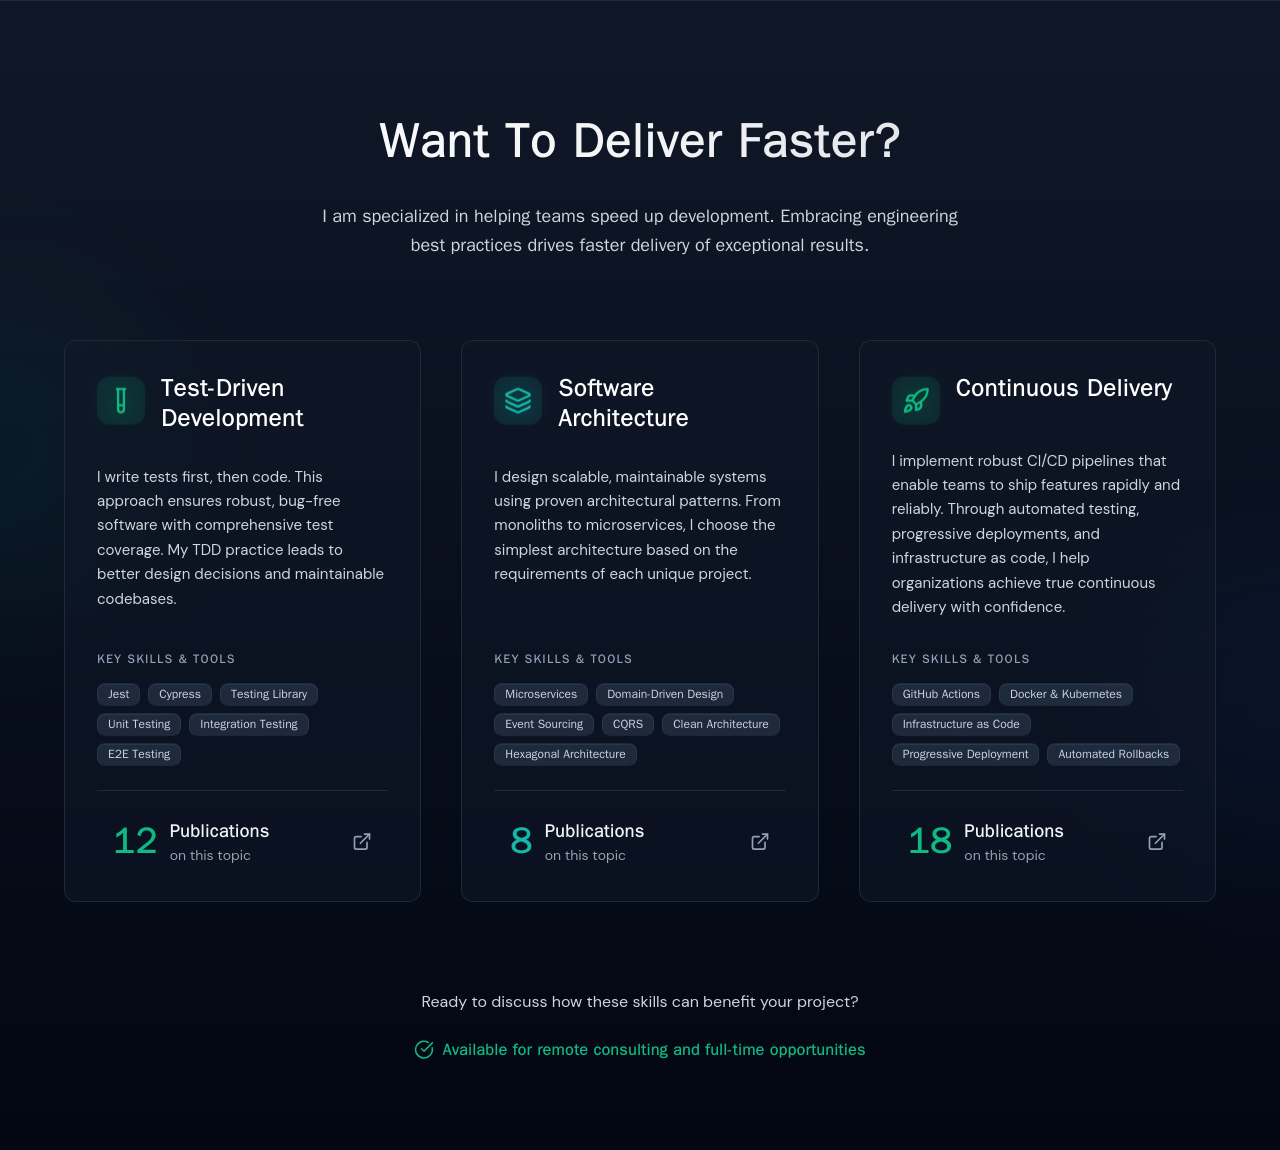 Want To Deliver Faster?
I am specialized in helping teams speed up development. Embracing engineering
best practices drives faster delivery of exceptional results.
Test-Driven
Development
I write tests first, then code. This
approach ensures robust, bug-free
software with comprehensive test
coverage. My TDD practice leads to
better design decisions and maintainable
codebases.
KEY SKILLS & TOOLS
Jest Cypress Testing Library
Unit Testing Integration Testing
E2E Testing
12 Publications
on this topic
Software
Architecture
I design scalable, maintainable systems
using proven architectural patterns. From
monoliths to microservices, I choose the
simplest architecture based on the
requirements of each unique project.
KEY SKILLS & TOOLS
Microservices Domain-Driven Design
Event Sourcing CQRS Clean Architecture
Hexagonal Architecture
8 Publications
on this topic
Continuous Delivery
I implement robust CI/CD pipelines that
enable teams to ship features rapidly and
reliably. Through automated testing,
progressive deployments, and
infrastructure as code, I help
organizations achieve true continuous
delivery with confidence.
KEY SKILLS & TOOLS
GitHub Actions Docker & Kubernetes
Infrastructure as Code
Progressive Deployment Automated Rollbacks
18 Publications
on this topic
Ready to discuss how these skills can benefit your project?
Available for remote consulting and full-time opportunities